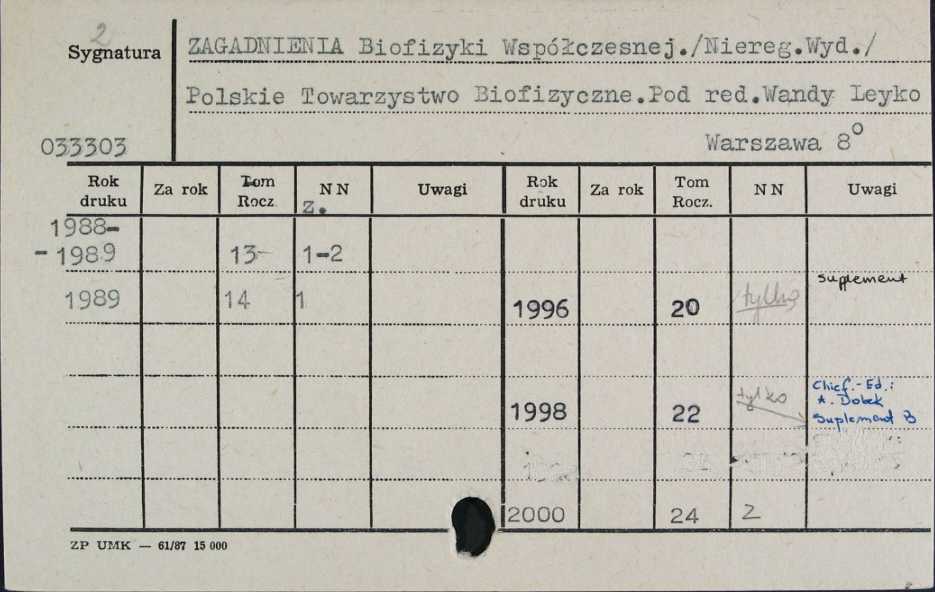 2
Sygnatura
ZAGADNIENIA Biofizyki Współczesnej./Niereg.Wyd./
Polskie Towarzystwo Biofizyczne.Pod red.Wandy Leyko
033303
Warszawa 8°
Rok druku Za rok Tom Rocz. N N z. Uwagi Rok druku Za rok Tom Rocz. N N Uwagi
1988-
-1989 13 1-2
1989 14 1
suplement
1996 20 tylko
Chief.-Ed.:
A. Dobek
1998 22 tylko Suplement B
2000 24 2
ZP UMK — 61/87 15 000